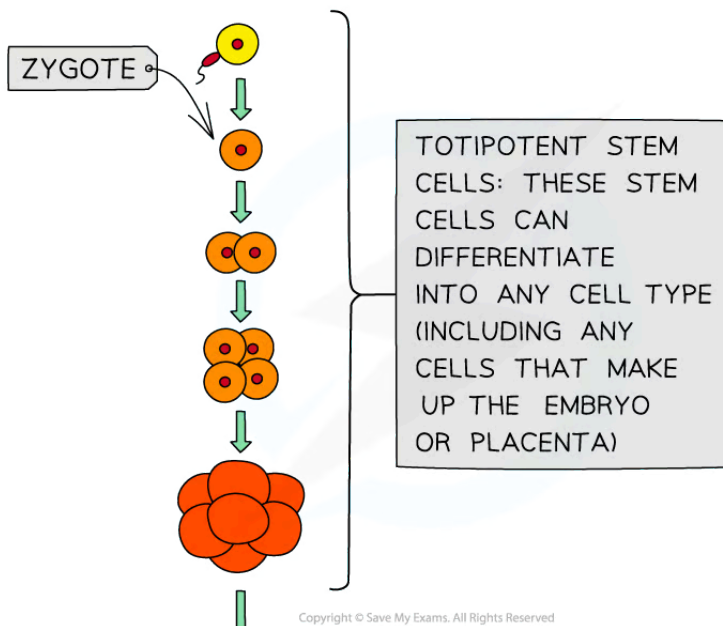 ZYGOTE
TOTIPOTENT STEM
CELLS: THESE STEM
CELLS CAN
DIFFERENTIATE
INTO ANY CELL TYPE
(INCLUDING ANY
CELLS THAT MAKE
UP THE EMBRYO
OR PLACENTA)
Copyright © Save My Exams. All Rights Reserved